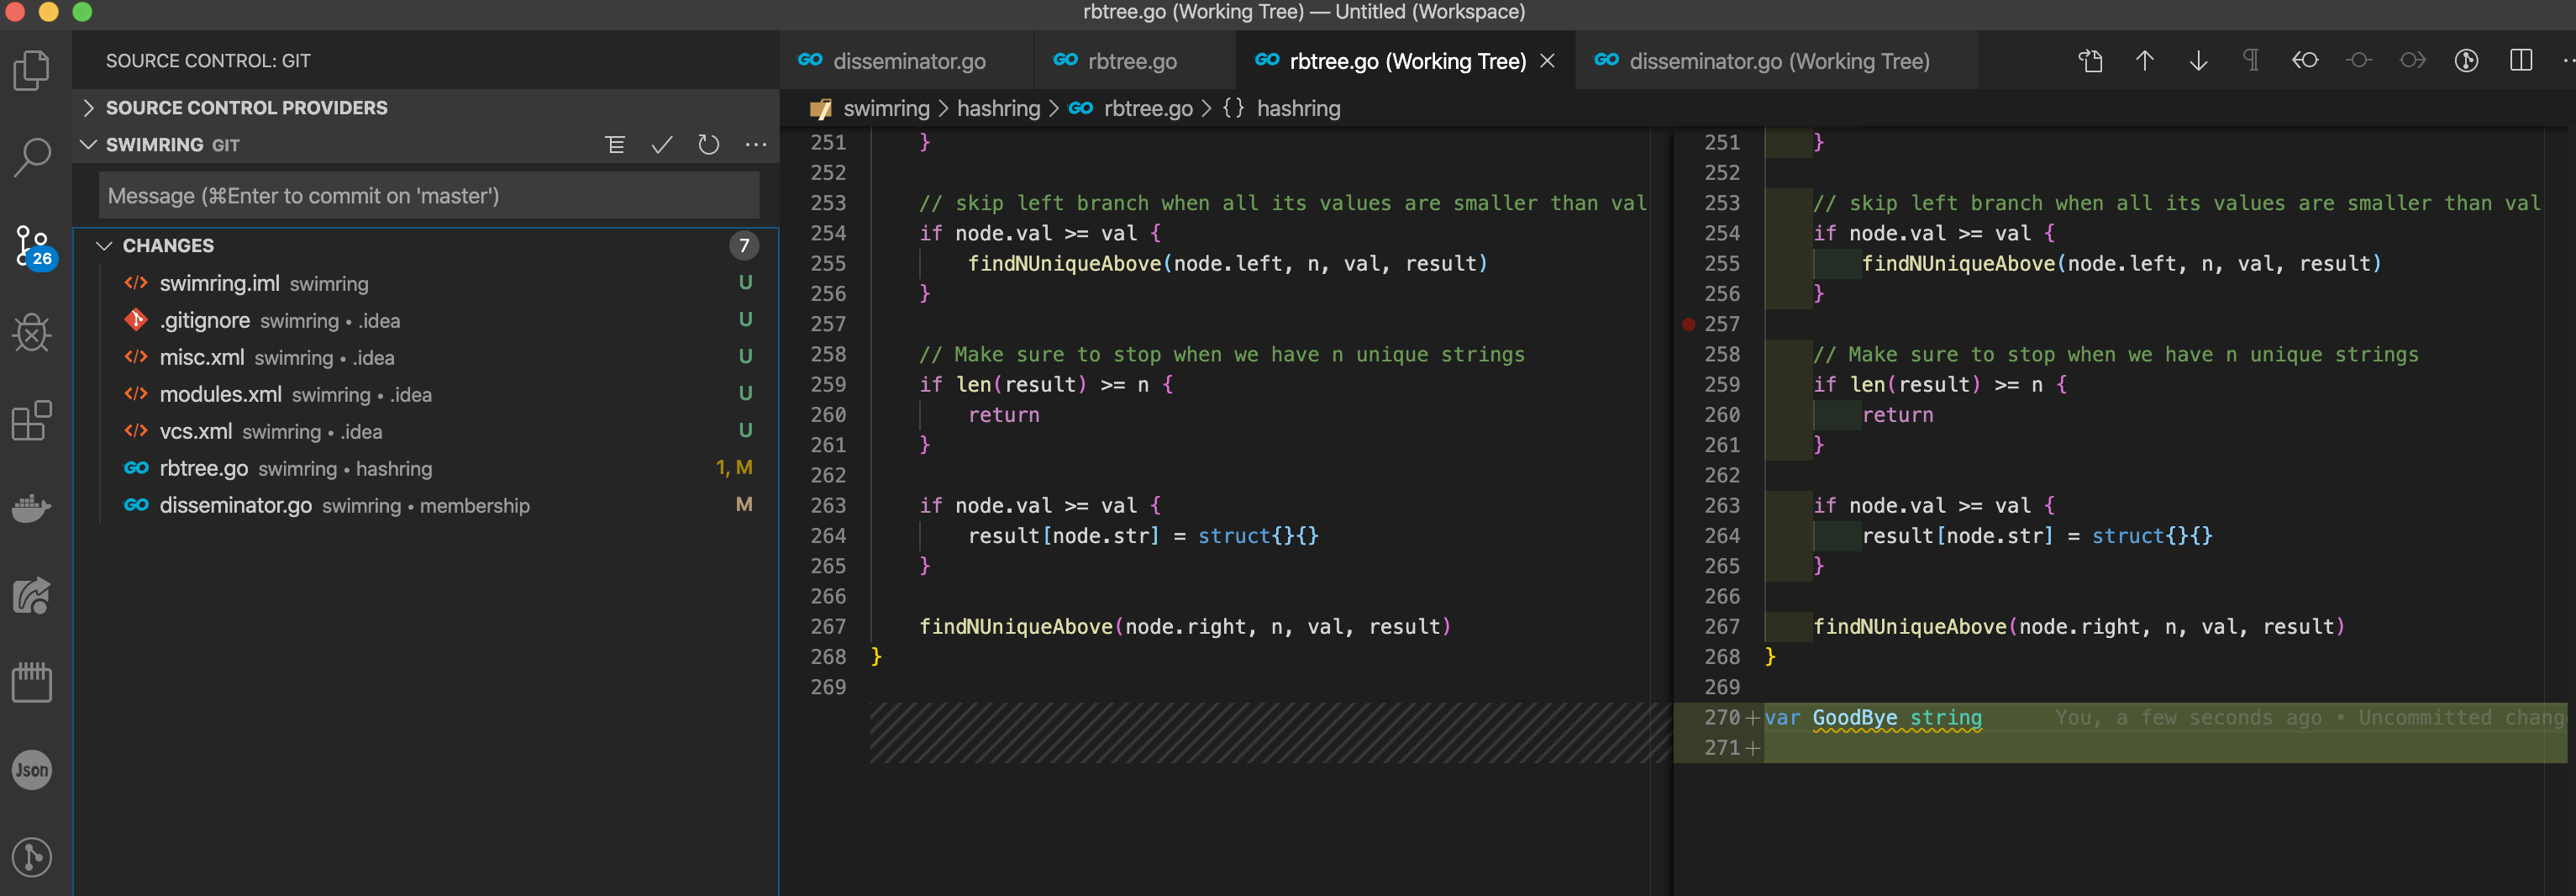 rbtree.go (Working Tree) — Untitled (Workspace)
SOURCE CONTROL: GIT
SOURCE CONTROL PROVIDERS
SWIMRING GIT
Message (⌘Enter to commit on 'master')
CHANGES 7
swimring.iml swimring U
.gitignore swimring • .idea U
misc.xml swimring • .idea U
modules.xml swimring • .idea U
vcs.xml swimring • .idea U
GO rbtree.go swimring • hashring 1, M
GO disseminator.go swimring • membership M
26
Json
GO disseminator.go
GO rbtree.go
GO rbtree.go (Working Tree)
GO disseminator.go (Working Tree)
swimring > hashring > GO rbtree.go > {} hashring
251 }
252
253 // skip left branch when all its values are smaller than val
254 if node.val >= val {
255 findNUniqueAbove(node.left, n, val, result)
256 }
257
258 // Make sure to stop when we have n unique strings
259 if len(result) >= n {
260 return
261 }
262
263 if node.val >= val {
264 result[node.str] = struct{}{}
265 }
266
267 findNUniqueAbove(node.right, n, val, result)
268 }
269
251 }
252
253 // skip left branch when all its values are smaller than val
254 if node.val >= val {
255 findNUniqueAbove(node.left, n, val, result)
256 }
257
258 // Make sure to stop when we have n unique strings
259 if len(result) >= n {
260 return
261 }
262
263 if node.val >= val {
264 result[node.str] = struct{}{}
265 }
266
267 findNUniqueAbove(node.right, n, val, result)
268 }
269
270+ var GoodBye string You, a few seconds ago • Uncommitted chang
271+